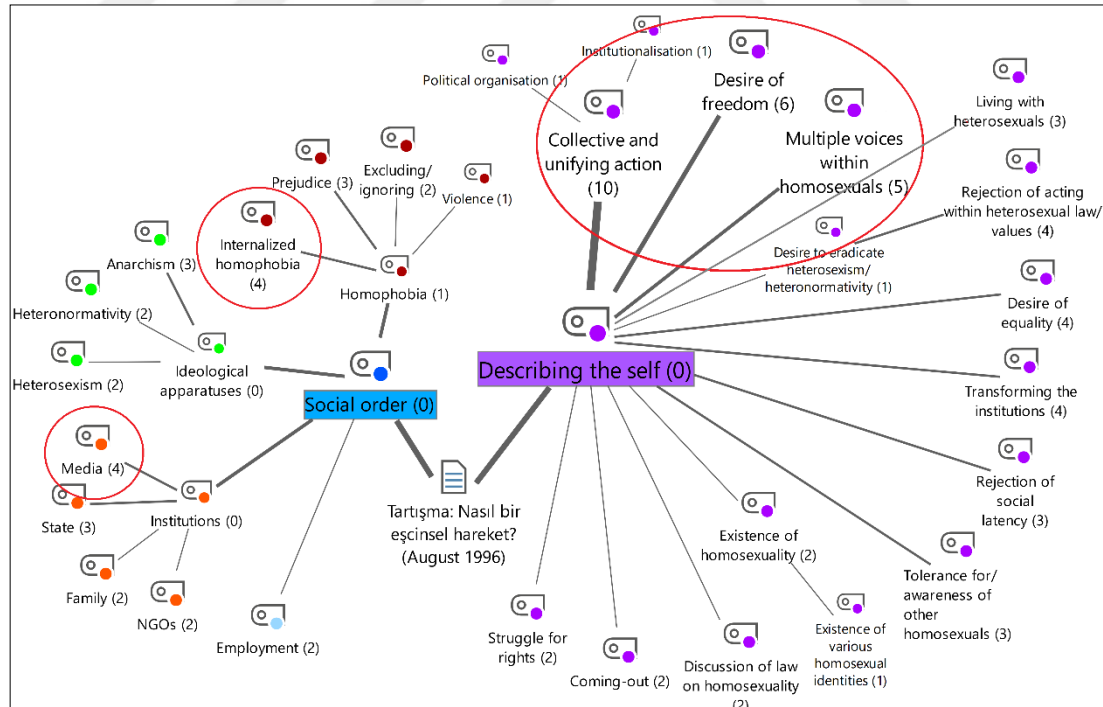 Institutionalisation (1)
Political organisation (1)
Desire of
freedom (6)
Collective and
unifying action
(10)
Multiple voices
within
homosexuals (5)
Living with
heterosexuals (3)
Rejection of acting
within heterosexual law/
values (4)
Desire to eradicate
heterosexism/
heteronormativity (1)
Desire of
equality (4)
Transforming the
institutions (4)
Rejection of
social
latency (3)
Tolerance for/
awareness of
other
homosexuals (3)
Existence of
homosexuality (2)
Existence of
various
homosexual
identities (1)
Discussion of law
on homosexuality
(2)
Coming-out (2)
Struggle for
rights (2)
Describing the self (0)
Prejudice (3)
Excluding/
ignoring (2)
Violence (1)
Internalized
homophobia
(4)
Homophobia (1)
Anarchism (3)
Heteronormativity (2)
Heterosexism (2)
Ideological
apparatuses (0)
Social order (0)
Media (4)
State (3)
Institutions (0)
Family (2)
NGOs (2)
Employment (2)
Tartışma: Nasıl bir
eşcinsel hareket?
(August 1996)